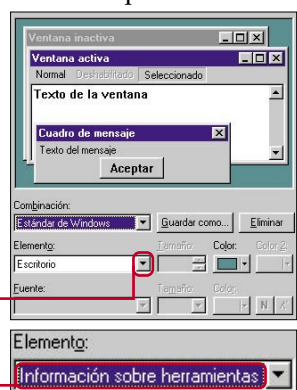 Ventana inactiva
Ventana activa
Normal Deshabilitado Seleccionado
Texto de la ventana
Cuadro de mensaje
Texto del mensaje
Aceptar
Combinación:
Estándar de Windows Guardar como... Eliminar
Elemento: Tamaño: Color: Color 2:
Escritorio
Fuente: Tamaño: Color:
N K
Elemento:
Información sobre herramientas